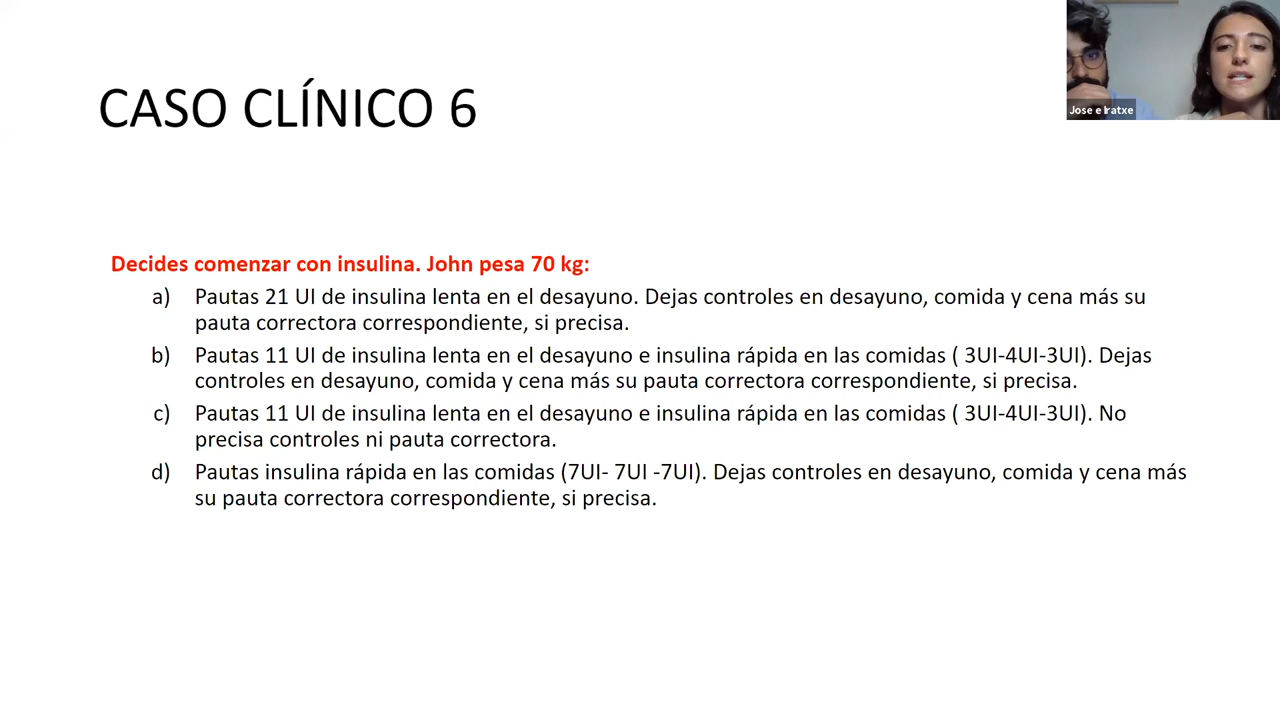 CASO CLÍNICO 6
Jose e Iratxe
Decides comenzar con insulina. John pesa 70 kg:
a) Pautas 21 UI de insulina lenta en el desayuno. Dejas controles en desayuno, comida y cena más su
pauta correctora correspondiente, si precisa.
b) Pautas 11 UI de insulina lenta en el desayuno e insulina rápida en las comidas ( 3UI-4UI-3UI). Dejas
controles en desayuno, comida y cena más su pauta correctora correspondiente, si precisa.
c) Pautas 11 UI de insulina lenta en el desayuno e insulina rápida en las comidas ( 3UI-4UI-3UI). No
precisa controles ni pauta correctora.
d) Pautas insulina rápida en las comidas (7UI- 7UI -7UI). Dejas controles en desayuno, comida y cena más
su pauta correctora correspondiente, si precisa.